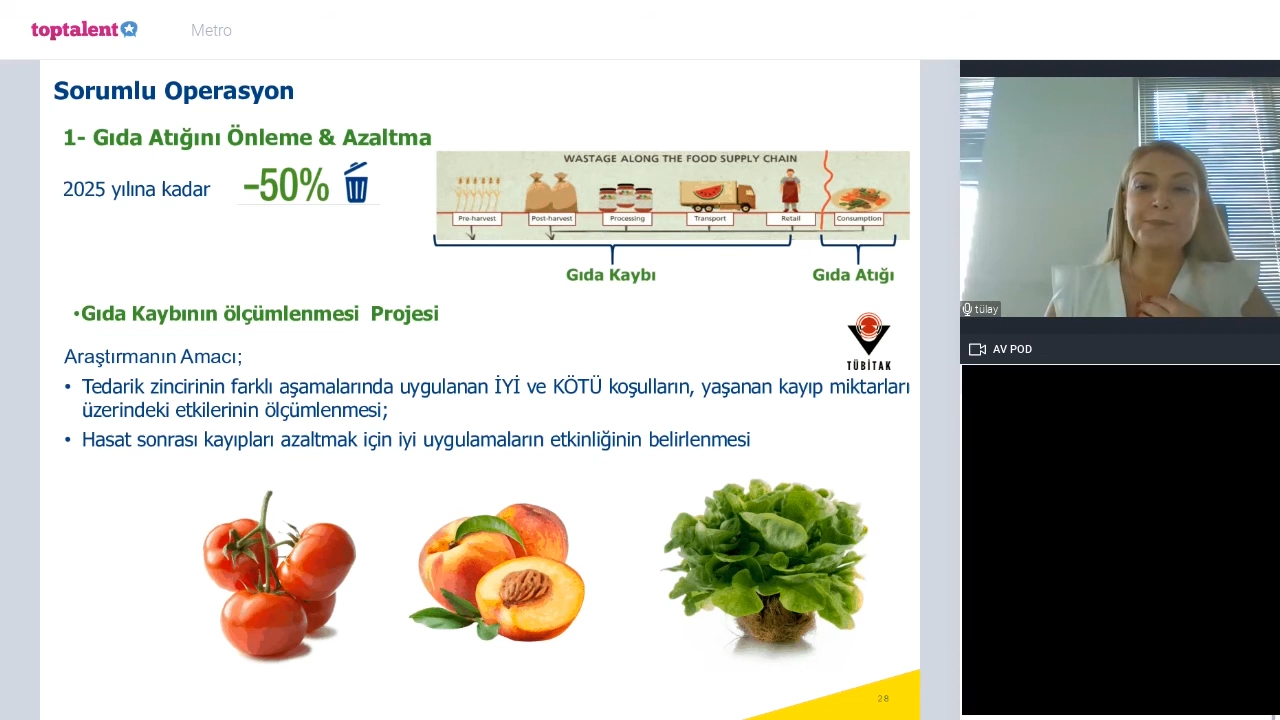 toptalent
Metro
Sorumlu Operasyon
1- Gıda Atığını Önleme & Azaltma
2025 yılına kadar
-50%
WASTAGE ALONG THE FOOD SUPPLY CHAIN
Pre-harvest
Post-harvest
Processing
Transport
Retail
Consumption
Gıda Kaybı
Gıda Atığı
•Gıda Kaybının ölçümlenmesi Projesi
TÜBİTAK
Araştırmanın Amacı;
• Tedarik zincirinin farklı aşamalarında uygulanan İYİ ve KÖTÜ koşulların, yaşanan kayıp miktarları
üzerindeki etkilerinin ölçümlenmesi;
• Hasat sonrası kayıpları azaltmak için iyi uygulamaların etkinliğinin belirlenmesi
28
tülay
AV POD